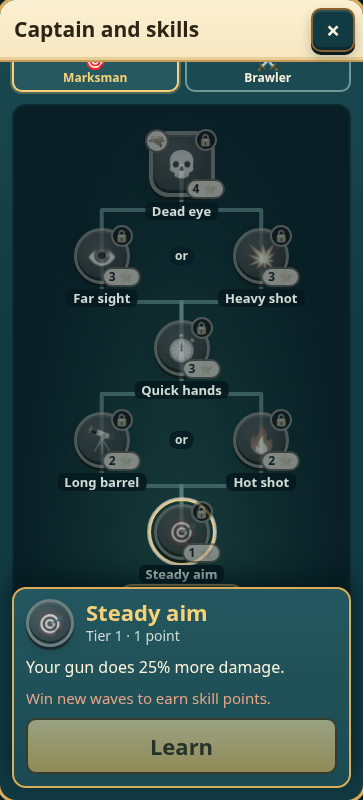 Captain and skills
×
Marksman
Brawler
4
Dead eye
3
or
3
Far sight
Heavy shot
3
Quick hands
2
or
2
Long barrel
Hot shot
1
Steady aim
Steady aim
Tier 1 · 1 point
Your gun does 25% more damage.
Win new waves to earn skill points.
Learn